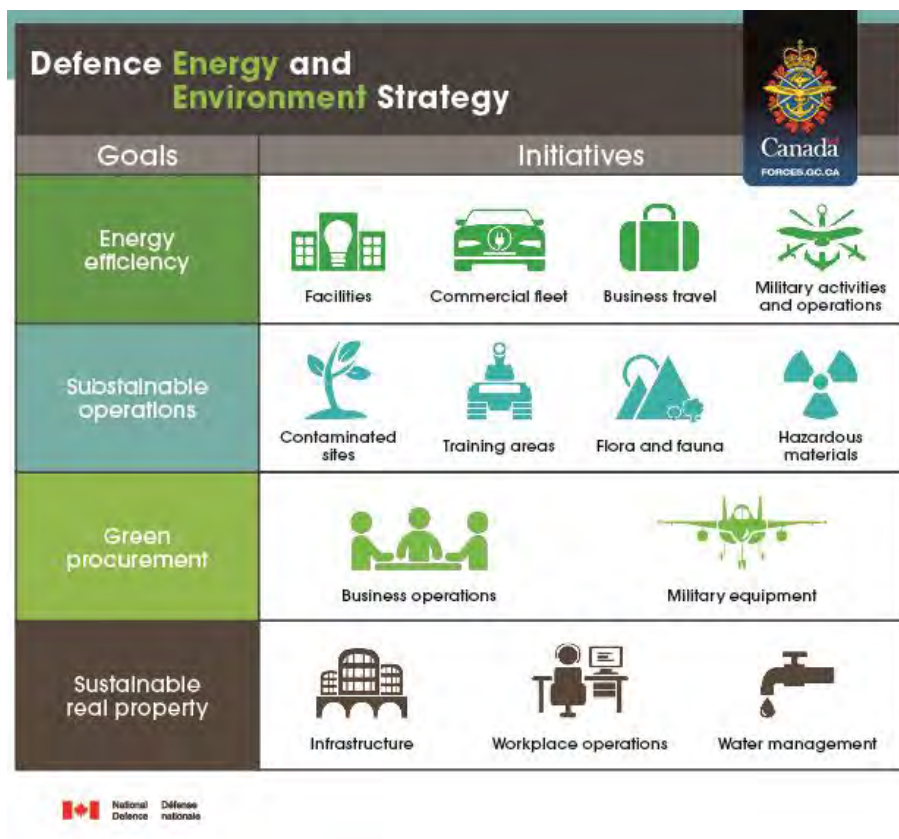 Defence Energy and
Environment Strategy
Canada
FORCES.GC.CA
Goals
Initiatives
Energy
efficiency
Facilities
Commercial fleet
Business travel
Military activities
and operations
Substainable
operations
Contaminated
sites
Training areas
Flora and fauna
Hazardous
materials
Green
procurement
Business operations
Military equipment
Sustainable
real property
Infrastructure
Workplace operations
Water management
National
Defence
Défense
nationale